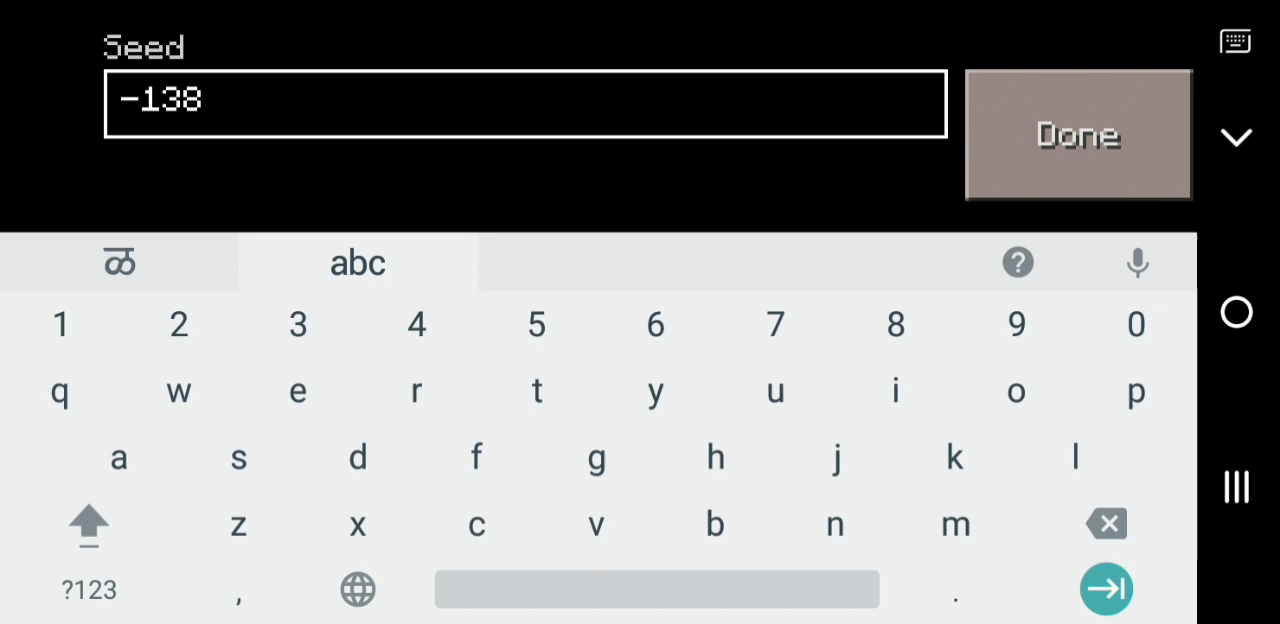 Seed
-138
Done
ळ abc ?
1 2 3 4 5 6 7 8 9 0
q w e r t y u i o p
a s d f g h j k l
z x c v b n m
?123 , .